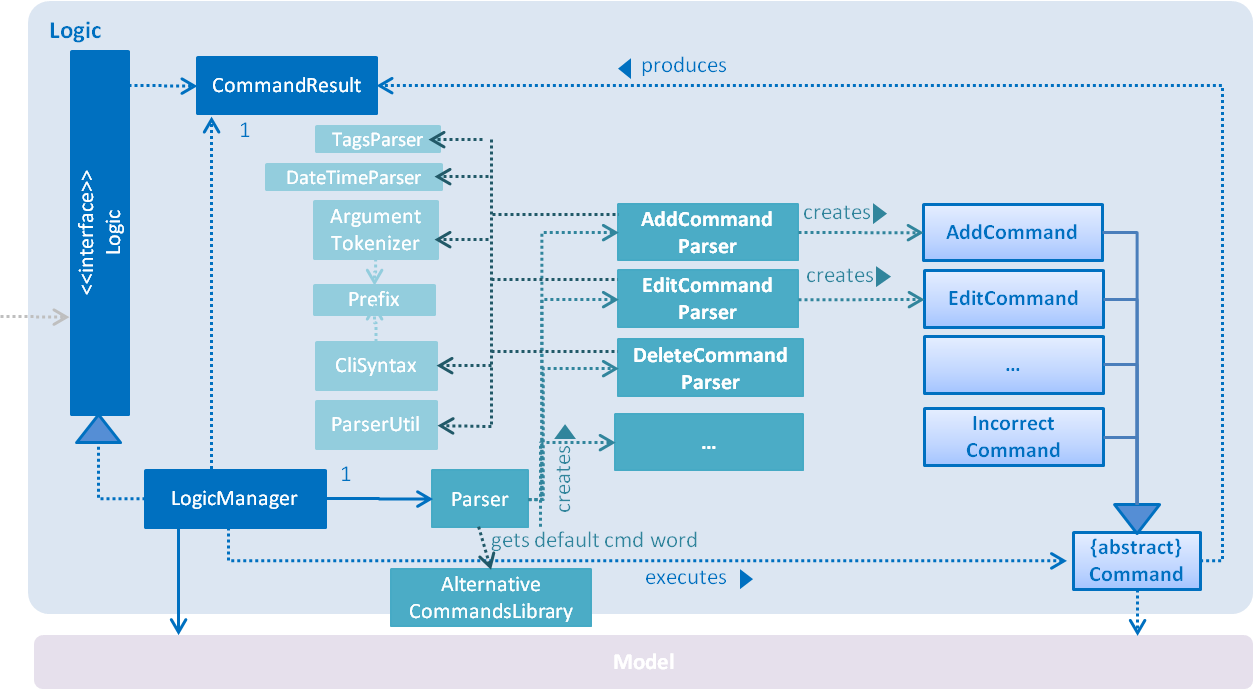 Logic
<<interface>>
Logic
CommandResult
produces
1
TagsParser
DateTimeParser
Argument
Tokenizer
Prefix
CliSyntax
ParserUtil
AddCommand
Parser
creates
AddCommand
EditCommand
Parser
creates
EditCommand
DeleteCommand
Parser
...
...
Incorrect
Command
creates
LogicManager
1
Parser
gets default cmd word
{abstract}
Command
executes
Alternative
CommandsLibrary
Model